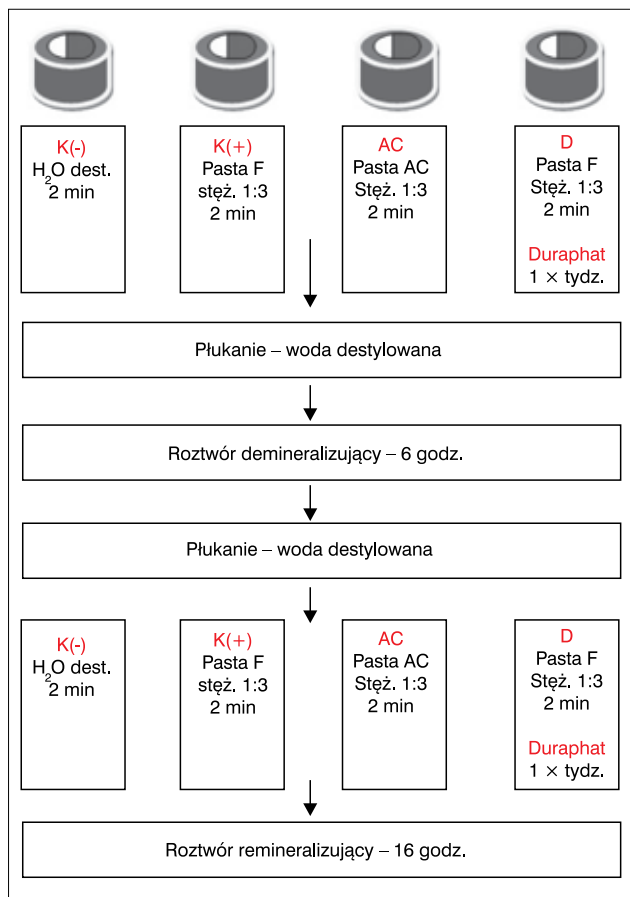 K(-)
H₂O dest.
2 min
K(+)
Pasta F
stęż. 1:3
2 min
AC
Pasta AC
Stęż. 1:3
2 min
D
Pasta F
Stęż. 1:3
2 min
Duraphat
1 × tydz.
Płukanie – woda destylowana
Roztwór demineralizujący – 6 godz.
Płukanie – woda destylowana
K(-)
H₂O dest.
2 min
K(+)
Pasta F
stęż. 1:3
2 min
AC
Pasta AC
Stęż. 1:3
2 min
D
Pasta F
Stęż. 1:3
2 min
Duraphat
1 × tydz.
Roztwór remineralizujący – 16 godz.